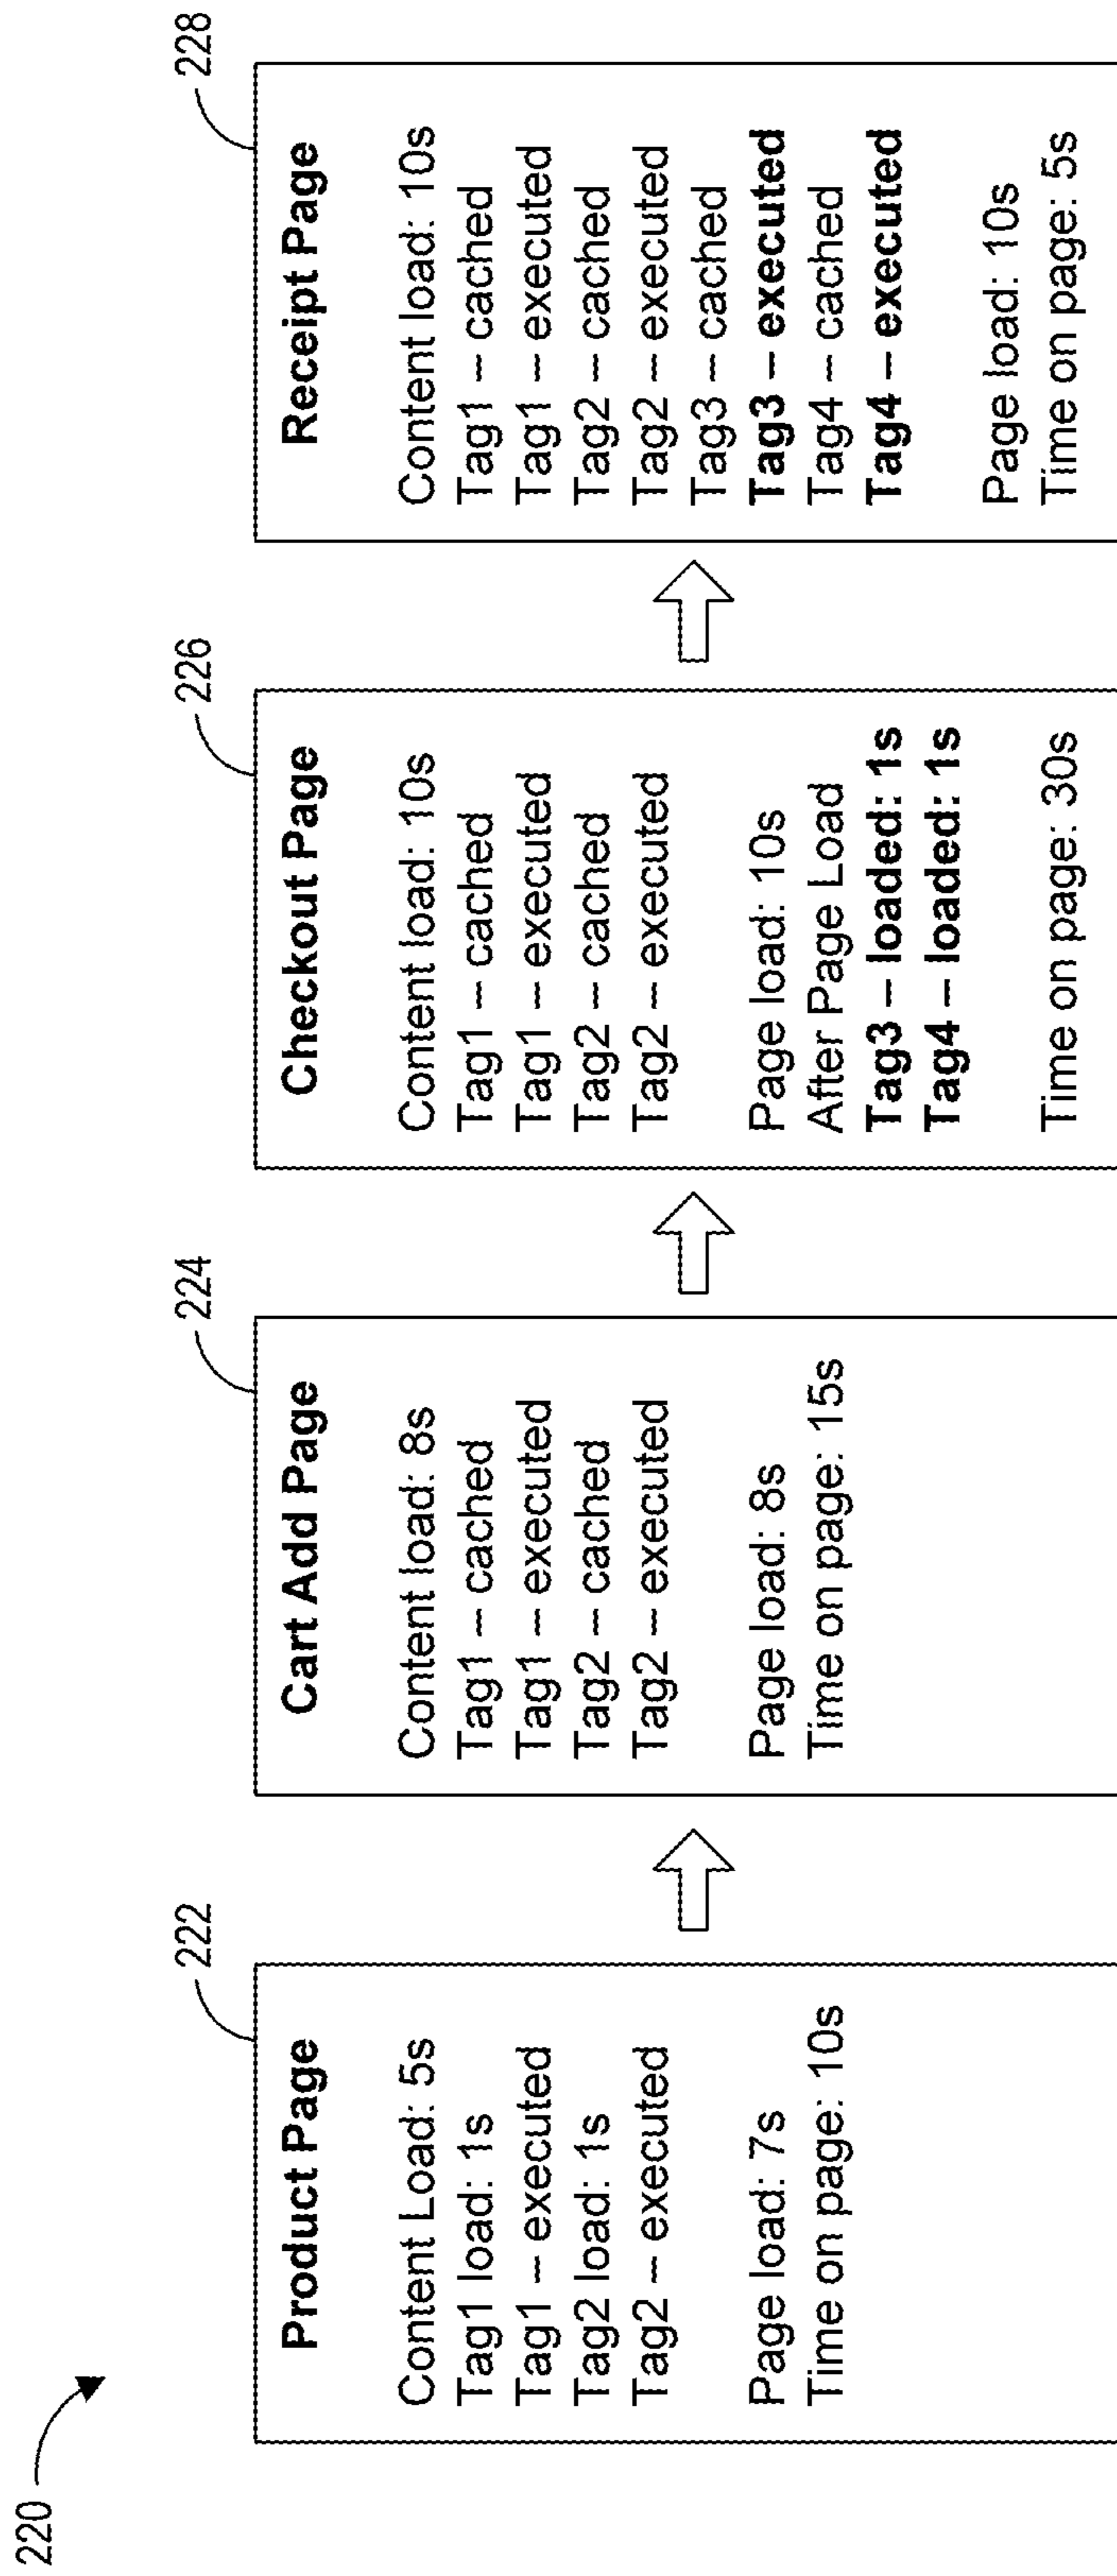 220
222
Product Page
Content Load: 5s
Tag1 load: 1s
Tag1 – executed
Tag2 load: 1s
Tag2 – executed
Page load: 7s
Time on page: 10s
224
Cart Add Page
Content load: 8s
Tag1 – cached
Tag1 – executed
Tag2 – cached
Tag2 – executed
Page load: 8s
Time on page: 15s
226
Checkout Page
Content load: 10s
Tag1 – cached
Tag1 – executed
Tag2 – cached
Tag2 – executed
Page load: 10s
After Page Load
Tag3 – loaded: 1s
Tag4 – loaded: 1s
Time on page: 30s
228
Receipt Page
Content load: 10s
Tag1 – cached
Tag1 – executed
Tag2 – cached
Tag2 – executed
Tag3 – cached
Tag3 – executed
Tag4 – cached
Tag4 – executed
Page load: 10s
Time on page: 5s